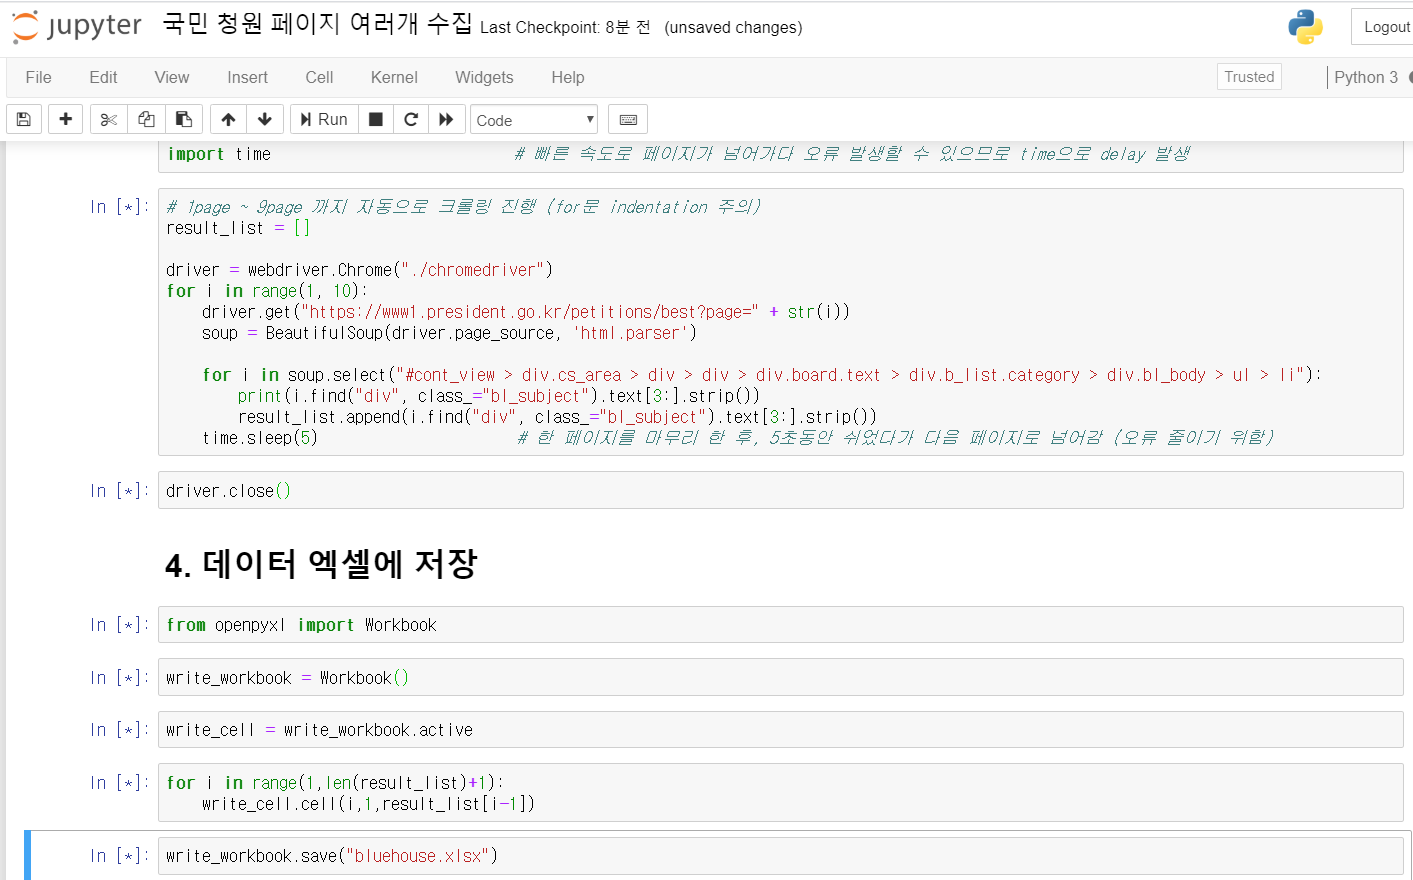 jupyter 국민 청원 페이지 여러개 수집 Last Checkpoint: 8분 전 (unsaved changes) Logout
File Edit View Insert Cell Kernel Widgets Help Trusted Python 3
Run Code
import time # 빠른 속도로 페이지가 넘어가다 오류 발생할 수 있으므로 time으로 delay 발생
In [*]: # 1page ~ 9page 까지 자동으로 크롤링 진행 (for문 indentation 주의)
result_list = []
driver = webdriver.Chrome("./chromedriver")
for i in range(1, 10):
driver.get("https://www1.president.go.kr/petitions/best?page=" + str(i))
soup = BeautifulSoup(driver.page_source, 'html.parser')
for i in soup.select("#cont_view > div.cs_area > div > div > div.board.text > div.b_list.category > div.bl_body > ul > li"):
print(i.find("div", class_="bl_subject").text[3:].strip())
result_list.append(i.find("div", class_="bl_subject").text[3:].strip())
time.sleep(5) # 한 페이지를 마무리 한 후, 5초동안 쉬었다가 다음 페이지로 넘어감 (오류 줄이기 위함)
In [*]: driver.close()
4. 데이터 엑셀에 저장
In [*]: from openpyxl import Workbook
In [*]: write_workbook = Workbook()
In [*]: write_cell = write_workbook.active
In [*]: for i in range(1,len(result_list)+1):
write_cell.cell(i,1,result_list[i-1])
In [*]: write_workbook.save("bluehouse.xlsx")